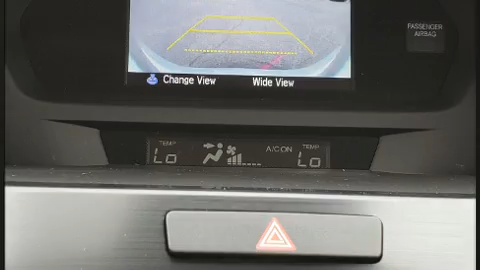 PASSENGER
AIRBAG
Change View Wide View
TEMP A/C ON TEMP
Lo Lo